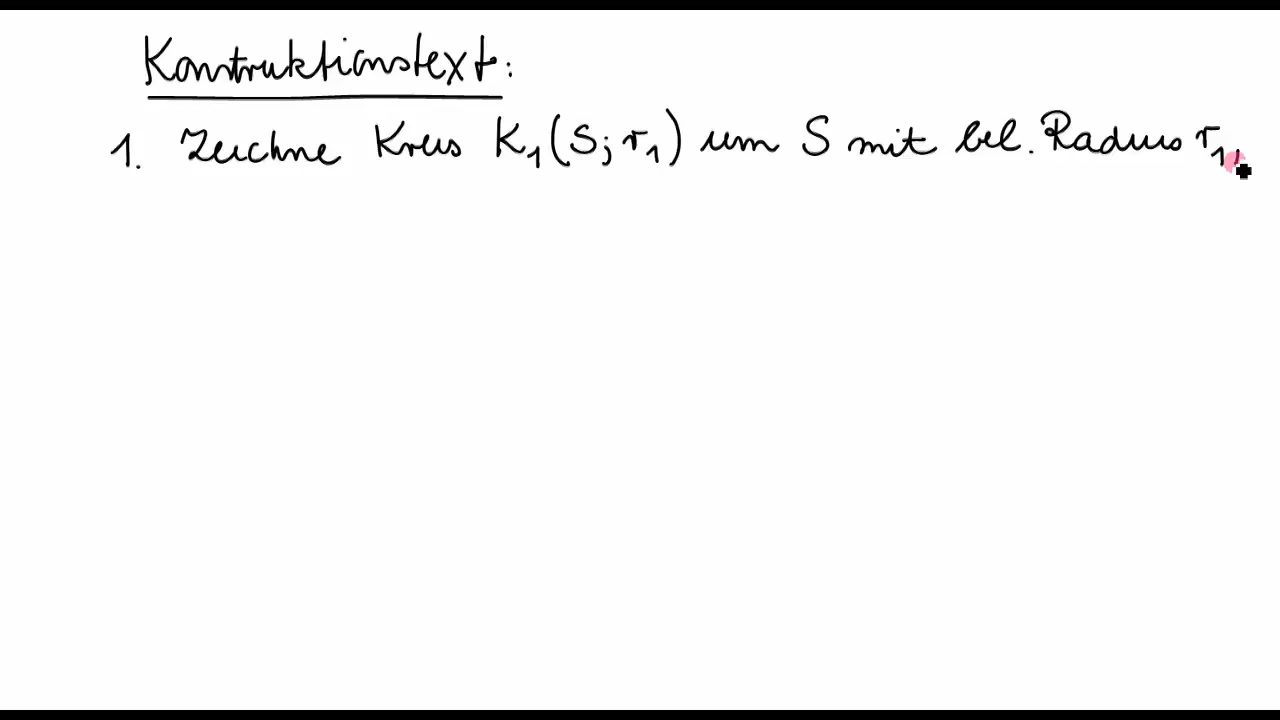 Konstruktionstext:
1. Zeichne Kreis K₁(S; r₁) um S mit bel. Radius r₁,